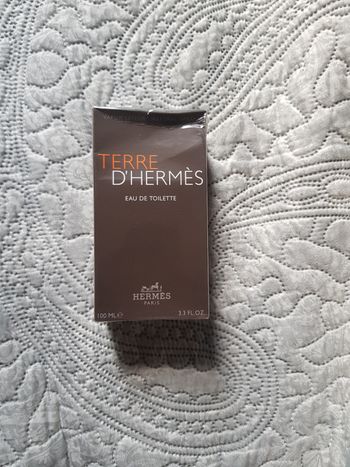 TERRE
D'HERMÈS
EAU DE TOILETTE
HERMÈS
PARIS
100 ML℮
3.3 FL.OZ.